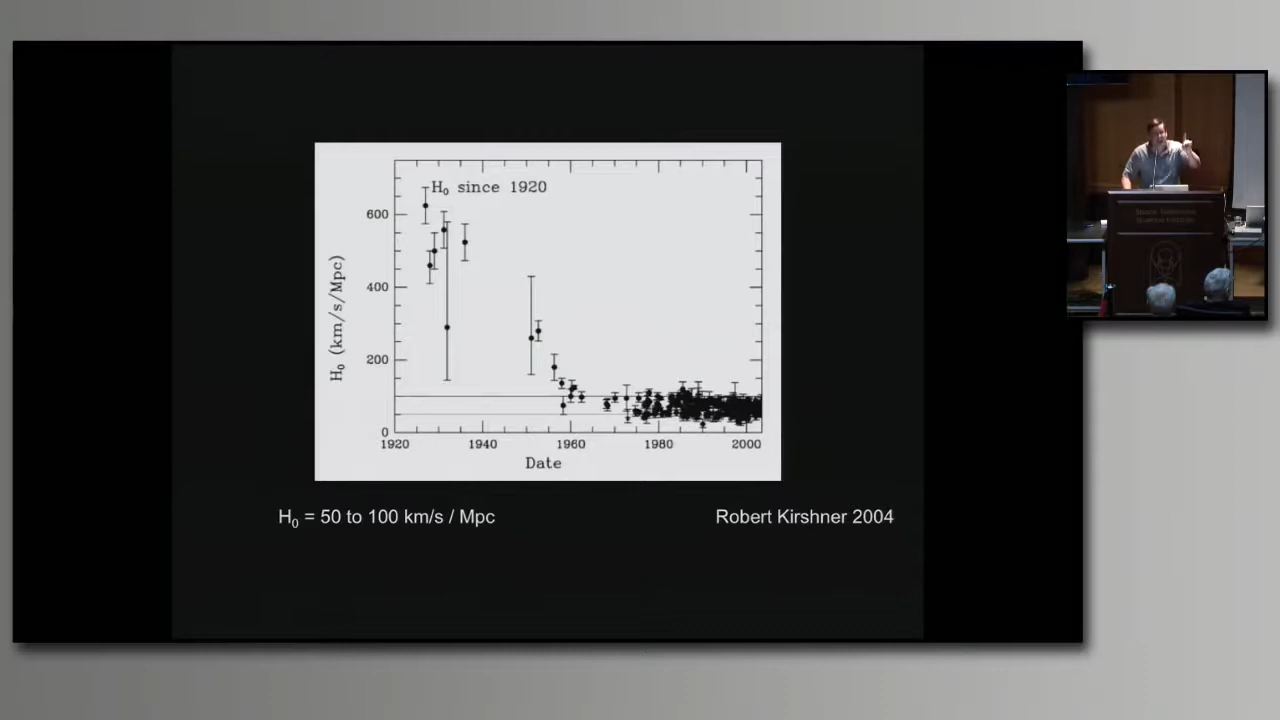 H₀ since 1920
H₀ (km/s/Mpc)
600
400
200
0
1920 1940 1960 1980 2000
Date
H₀ = 50 to 100 km/s / Mpc
Robert Kirshner 2004